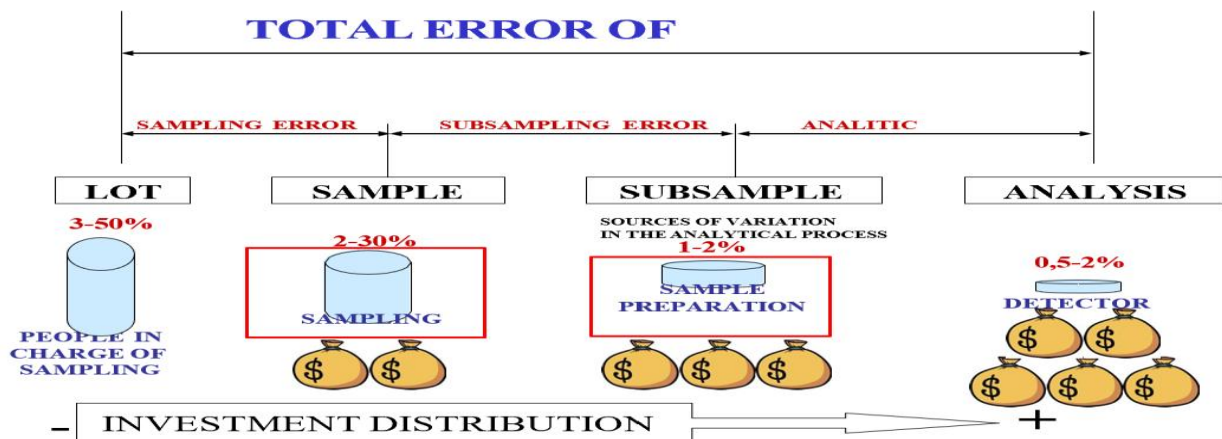 TOTAL ERROR OF
SAMPLING ERROR
SUBSAMPLING ERROR
ANALITIC
LOT
SAMPLE
SUBSAMPLE
ANALYSIS
3-50%
2-30%
SOURCES OF VARIATION
IN THE ANALYTICAL PROCESS
1-2%
0,5-2%
PEOPLE IN
CHARGE OF
SAMPLING
SAMPLING
SAMPLE
PREPARATION
DETECTOR
$ $
$ $ $
$ $
$ $ $
- INVESTMENT DISTRIBUTION +